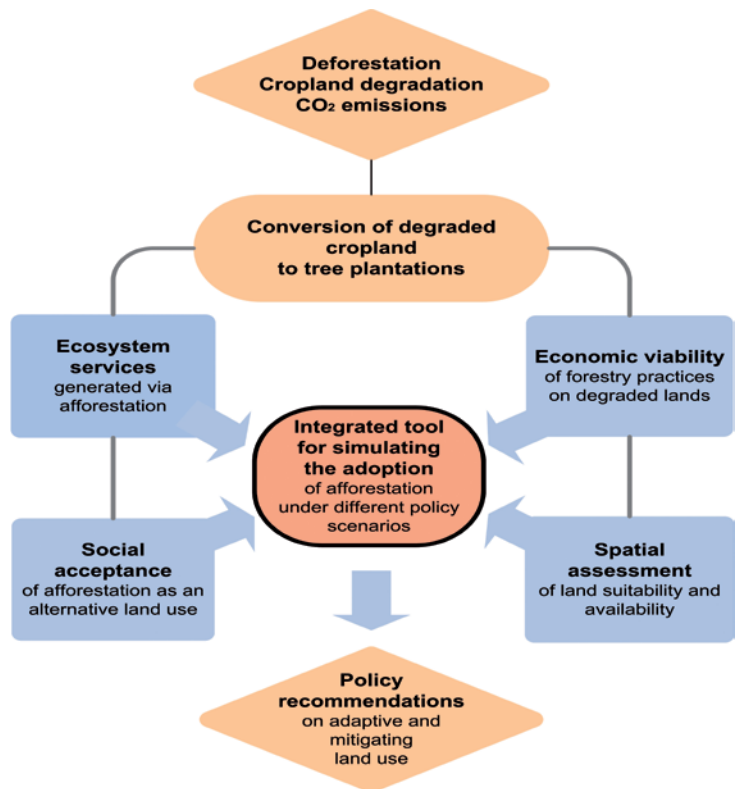 Deforestation
Cropland degradation
CO₂ emissions
Conversion of degraded
cropland
to tree plantations
Ecosystem
services
generated via
afforestation
Economic viability
of forestry practices
on degraded lands
Integrated tool
for simulating
the adoption
of afforestation
under different policy
scenarios
Social
acceptance
of afforestation as an
alternative land use
Spatial
assessment
of land suitability and
availability
Policy
recommendations
on adaptive and
mitigating
land use